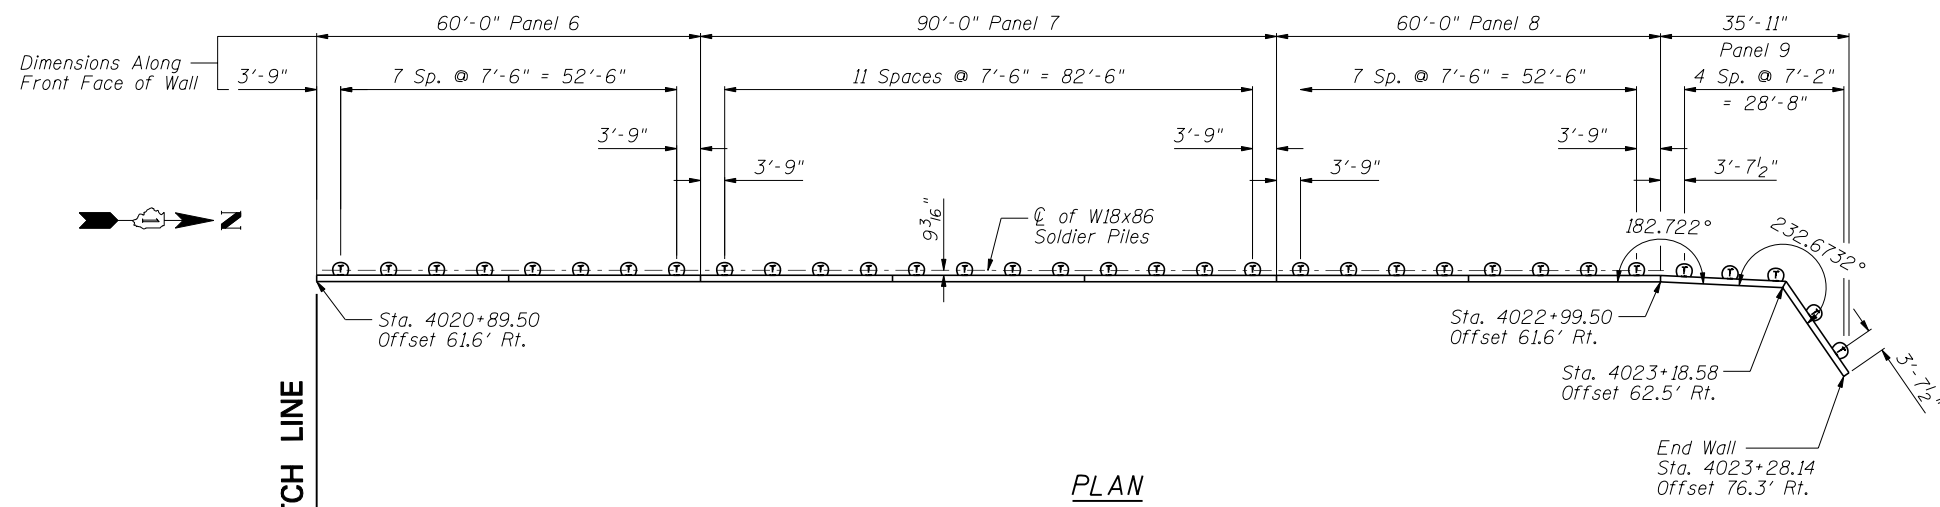 60'-0" Panel 6
90'-0" Panel 7
60'-0" Panel 8
35'-11"
Panel 9
Dimensions Along
Front Face of Wall
3'-9"
7 Sp. @ 7'-6" = 52'-6"
11 Spaces @ 7'-6" = 82'-6"
7 Sp. @ 7'-6" = 52'-6"
4 Sp. @ 7'-2"
= 28'-8"
3'-9"
3'-9"
3'-9"
3'-9"
3'-9"
3'-7½"
N
9 3/16"
℄ of W18x86
Soldier Piles
182.722°
232.6732°
T T T T T T T T T T T T T T T T T T T T T T T T T T T T T T T T T
Sta. 4020+89.50
Offset 61.6' Rt.
Sta. 4022+99.50
Offset 61.6' Rt.
Sta. 4023+18.58
Offset 62.5' Rt.
3'-7½"
TCH LINE
End Wall
Sta. 4023+28.14
Offset 76.3' Rt.
PLAN